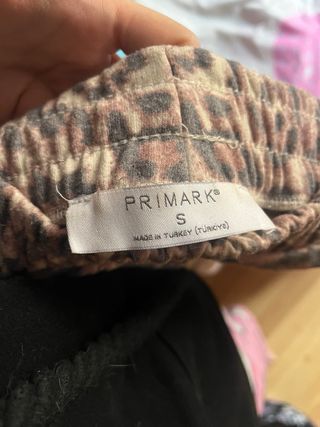 PRIMARK®
S
MADE IN TURKEY (TÜRKIYE)